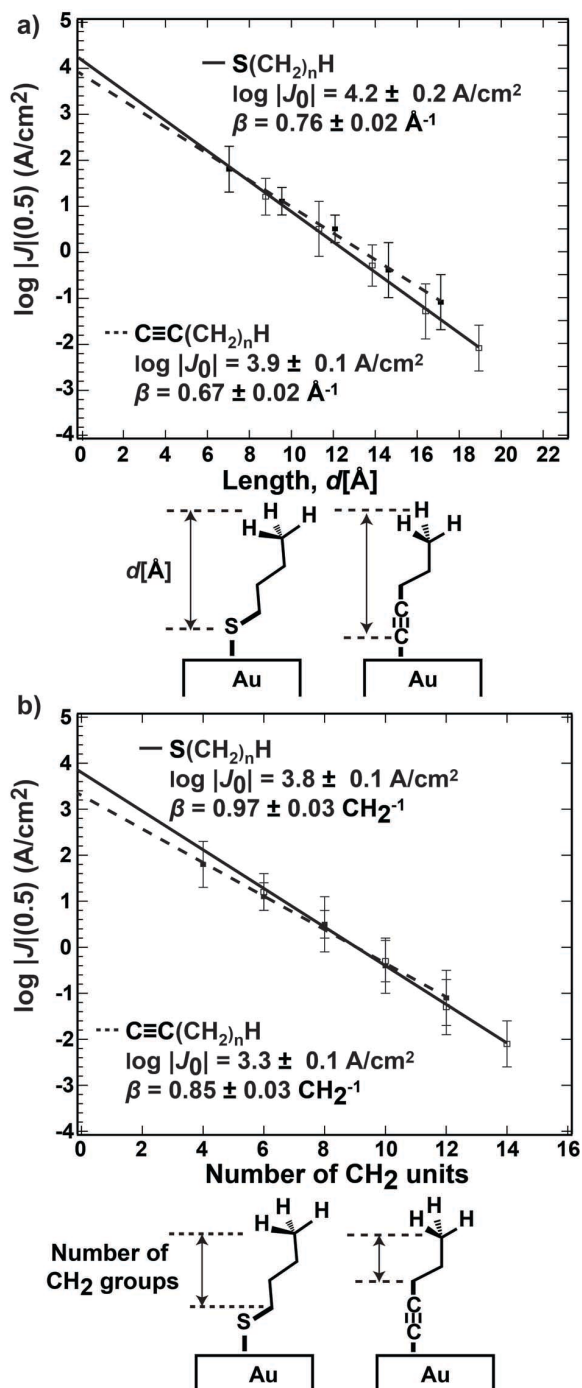 a)
5
4
3
2
1
0
-1
-2
-3
-4
log |J|(0.5) (A/cm²)
S(CH₂)ₙH
log |J₀| = 4.2 ± 0.2 A/cm²
β = 0.76 ± 0.02 Å⁻¹
C≡C(CH₂)ₙH
log |J₀| = 3.9 ± 0.1 A/cm²
β = 0.67 ± 0.02 Å⁻¹
0 2 4 6 8 10 12 14 16 18 20 22
Length, d[Å]
d[Å]
H
H
H
S
Au
H
H
H
C
C
Au
b)
5
4
3
2
1
0
-1
-2
-3
-4
log |J|(0.5) (A/cm²)
S(CH₂)ₙH
log |J₀| = 3.8 ± 0.1 A/cm²
β = 0.97 ± 0.03 CH₂⁻¹
C≡C(CH₂)ₙH
log |J₀| = 3.3 ± 0.1 A/cm²
β = 0.85 ± 0.03 CH₂⁻¹
0 2 4 6 8 10 12 14 16
Number of CH₂ units
Number of
CH₂ groups
H
H
H
S
Au
H
H
H
C
C
Au